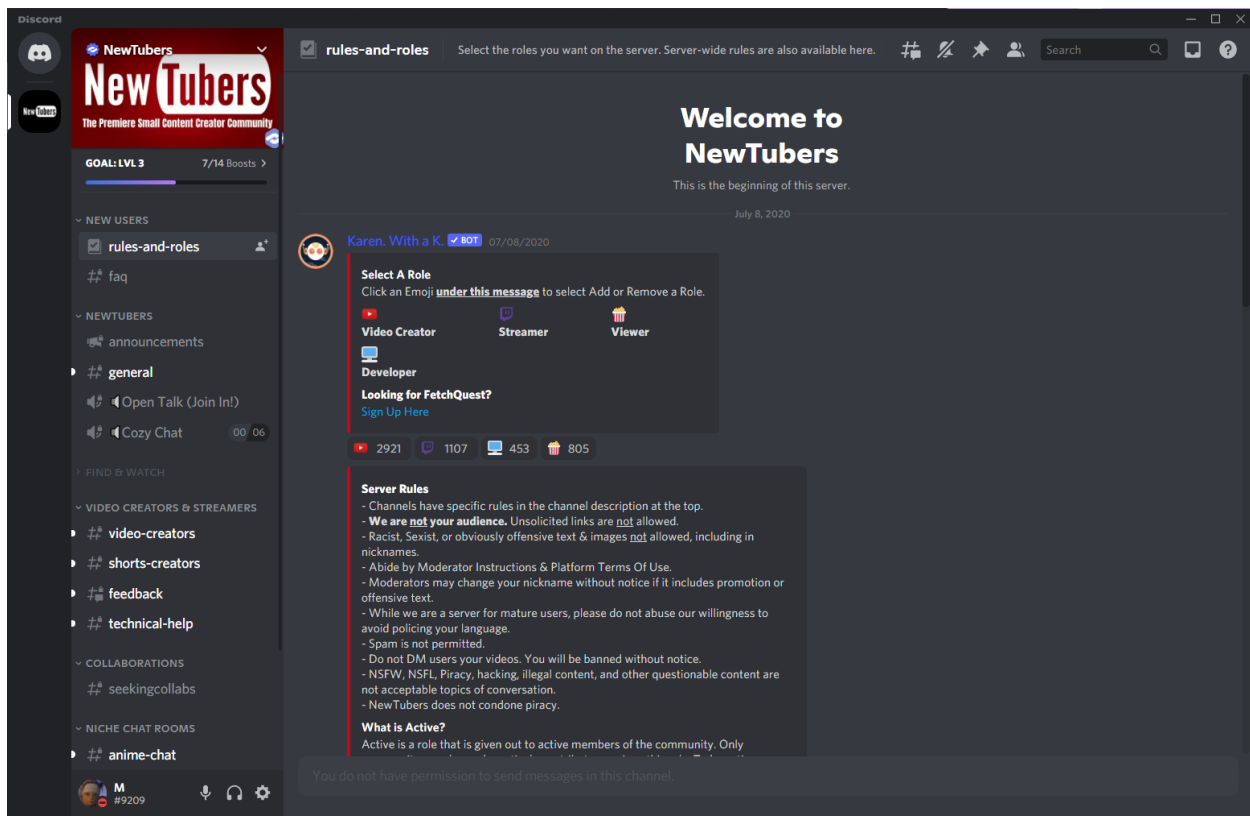 Discord
NewTubers
New Tubers
The Premiere Small Content Creator Community
New Tubers
GOAL: LVL 3 7/14 Boosts
NEW USERS
rules-and-roles
faq
NEWTUBERS
announcements
general
Open Talk (Join In!)
Cozy Chat 00 06
FIND & WATCH
VIDEO CREATORS & STREAMERS
video-creators
shorts-creators
feedback
technical-help
COLLABORATIONS
seekingcollabs
NICHE CHAT ROOMS
anime-chat
M
#9209
rules-and-roles Select the roles you want on the server. Server-wide rules are also available here. Search
Welcome to
NewTubers
This is the beginning of this server.
July 8, 2020
Karen. With a K. BOT 07/08/2020
Select A Role
Click an Emoji under this message to select Add or Remove a Role.
Video Creator Streamer Viewer
Developer
Looking for FetchQuest?
Sign Up Here
2921 1107 453 805
Server Rules
- Channels have specific rules in the channel description at the top.
- We are not your audience. Unsolicited links are not allowed.
- Racist, Sexist, or obviously offensive text & images not allowed, including in
nicknames.
- Abide by Moderator Instructions & Platform Terms Of Use.
- Moderators may change your nickname without notice if it includes promotion or
offensive text.
- While we are a server for mature users, please do not abuse our willingness to
avoid policing your language.
- Spam is not permitted.
- Do not DM users your videos. You will be banned without notice.
- NSFW, NSFL, Piracy, hacking, illegal content, and other questionable content are
not acceptable topics of conversation.
- NewTubers does not condone piracy.
What is Active?
Active is a role that is given out to active members of the community. Only
You do not have permission to send messages in this channel.